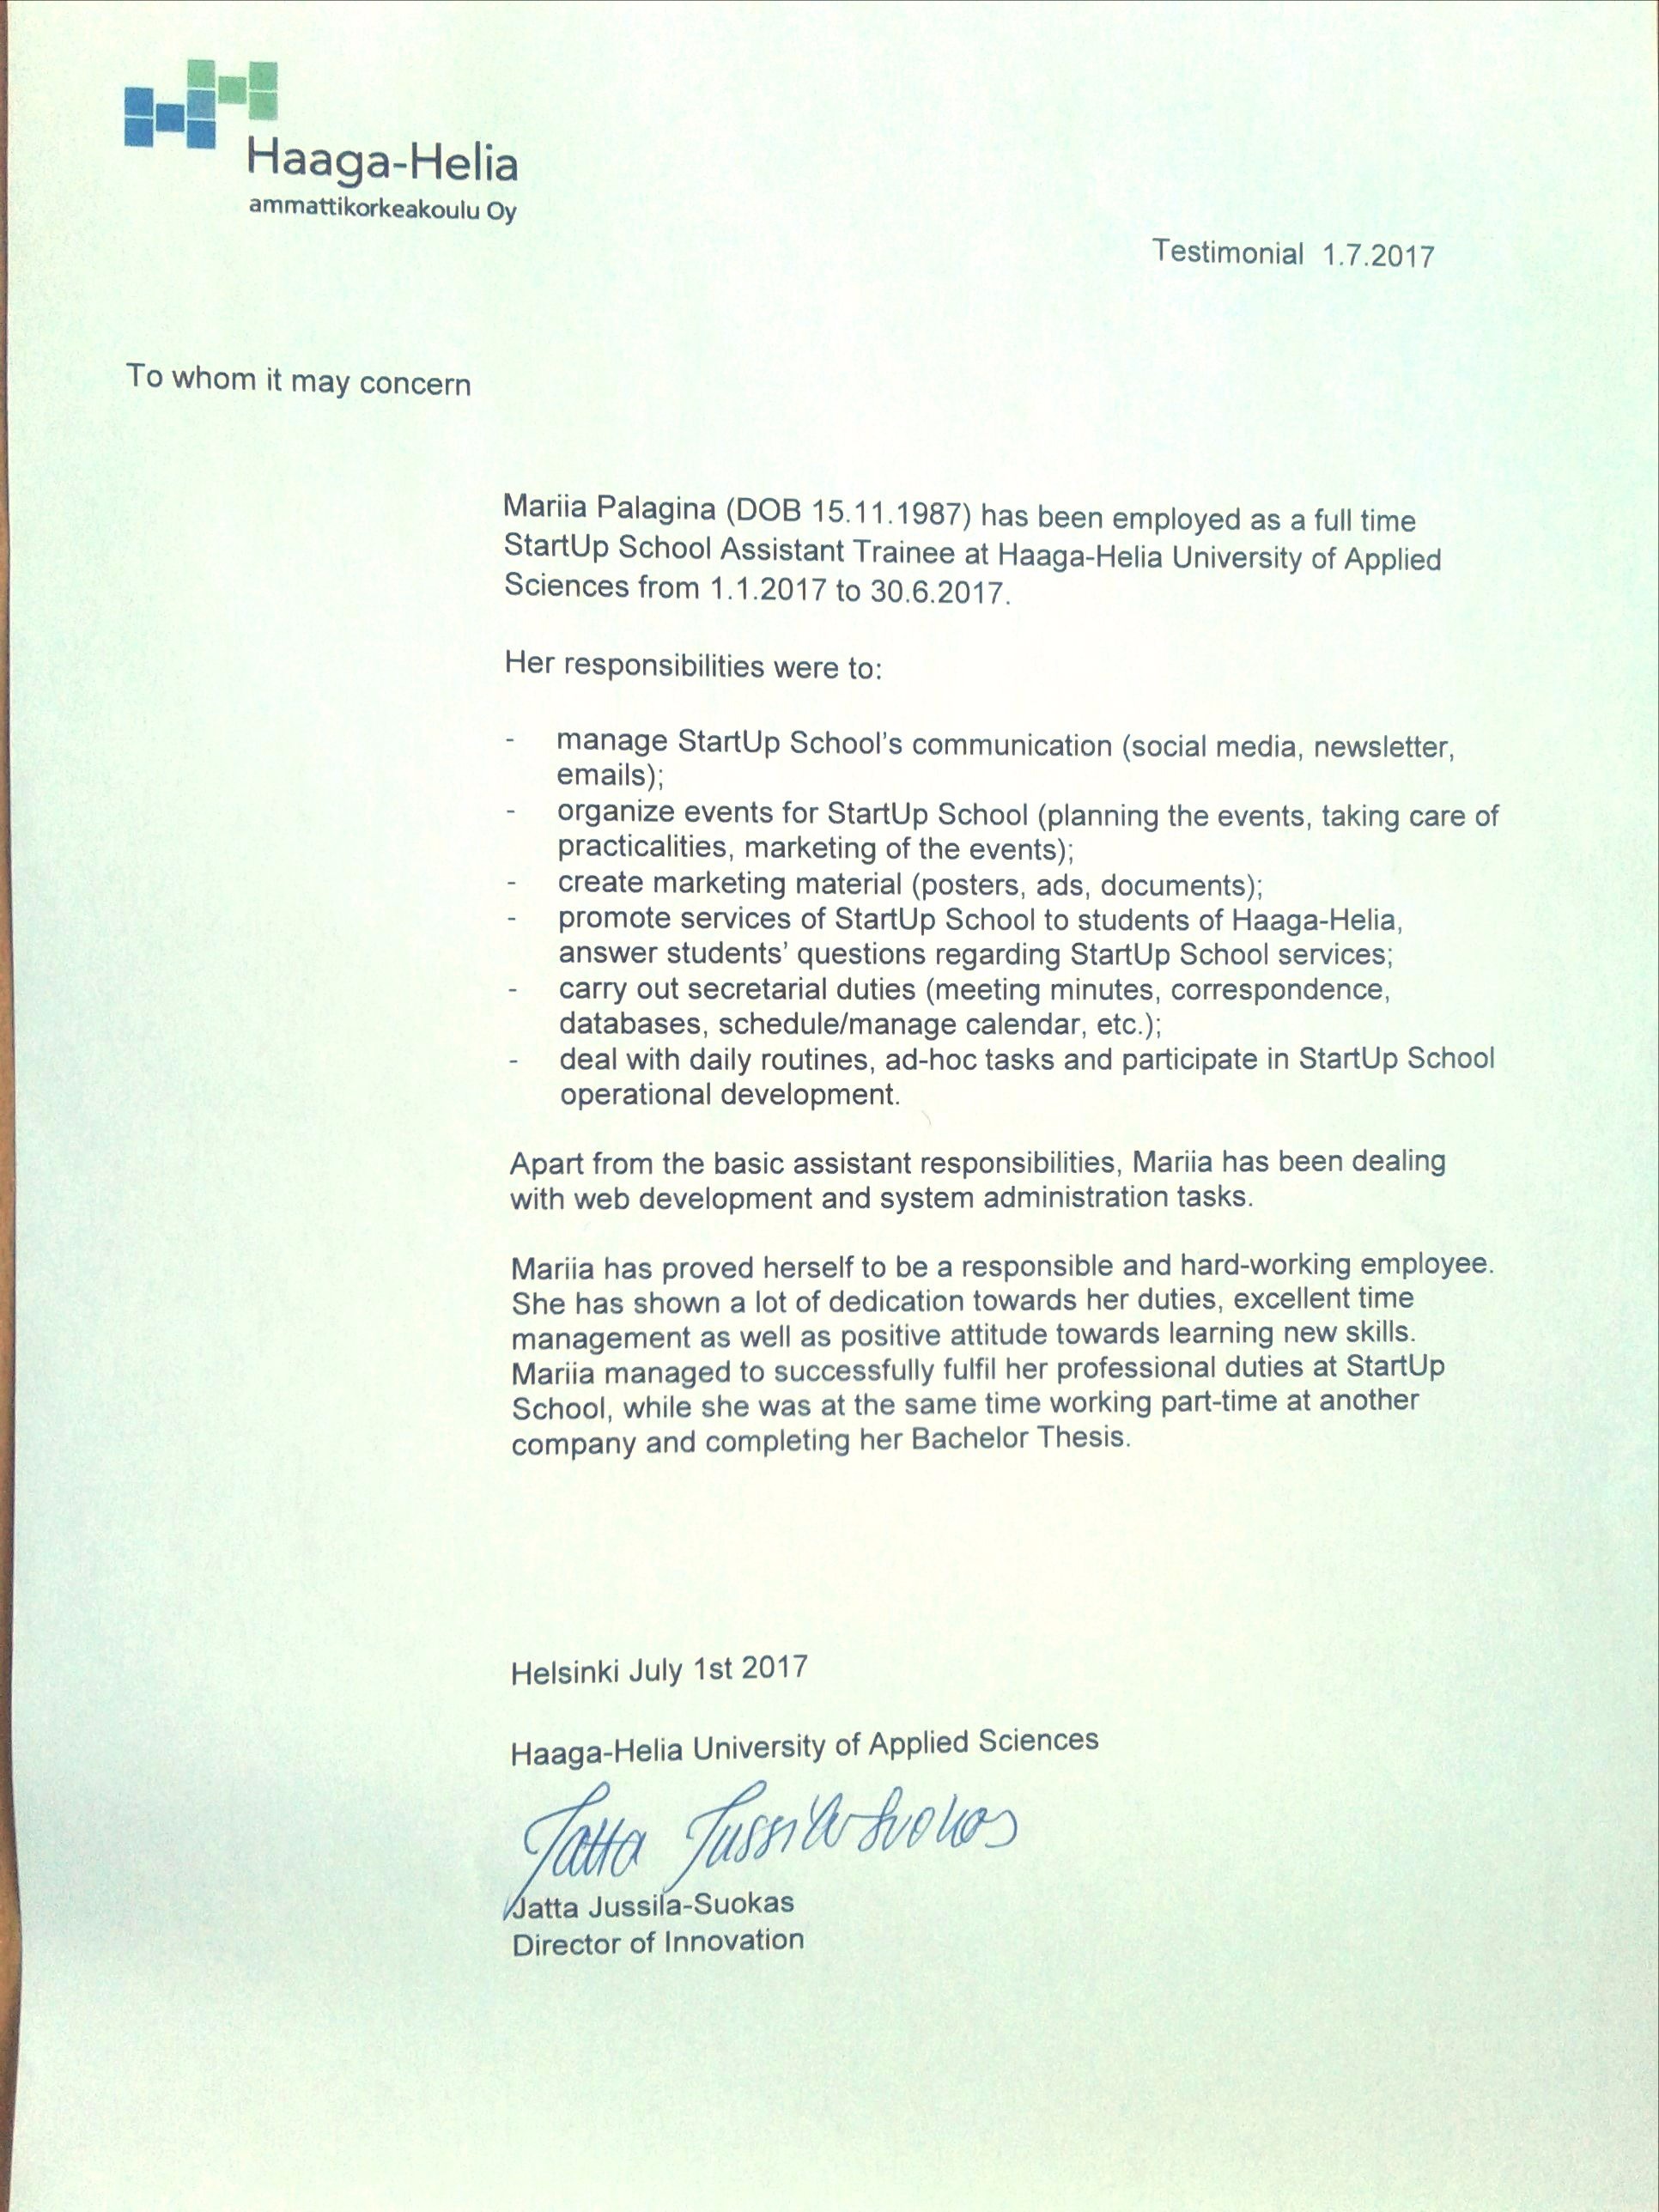 Haaga-Helia
ammattikorkeakoulu Oy
Testimonial 1.7.2017
To whom it may concern
Mariia Palagina (DOB 15.11.1987) has been employed as a full time
StartUp School Assistant Trainee at Haaga-Helia University of Applied
Sciences from 1.1.2017 to 30.6.2017.
Her responsibilities were to:
- manage StartUp School's communication (social media, newsletter,
emails);
- organize events for StartUp School (planning the events, taking care of
practicalities, marketing of the events);
- create marketing material (posters, ads, documents);
- promote services of StartUp School to students of Haaga-Helia,
answer students' questions regarding StartUp School services;
- carry out secretarial duties (meeting minutes, correspondence,
databases, schedule/manage calendar, etc.);
- deal with daily routines, ad-hoc tasks and participate in StartUp School
operational development.
Apart from the basic assistant responsibilities, Mariia has been dealing
with web development and system administration tasks.
Mariia has proved herself to be a responsible and hard-working employee.
She has shown a lot of dedication towards her duties, excellent time
management as well as positive attitude towards learning new skills.
Mariia managed to successfully fulfil her professional duties at StartUp
School, while she was at the same time working part-time at another
company and completing her Bachelor Thesis.
Helsinki July 1st 2017
Haaga-Helia University of Applied Sciences
Jatta Jussila-Suokas
Jatta Jussila-Suokas
Director of Innovation